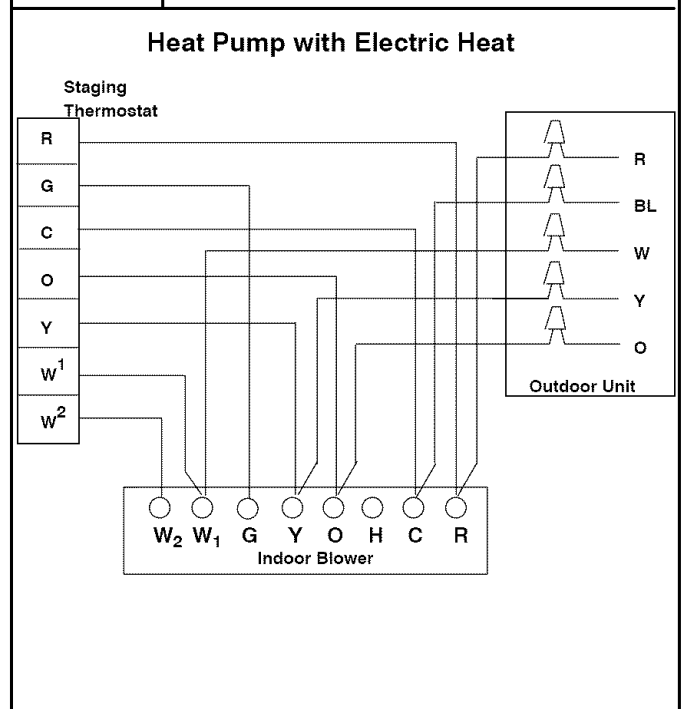 Heat Pump with Electric Heat
Staging
Thermostat
R
G
C
O
Y
W1
W2
R
BL
W
Y
O
Outdoor Unit
W2 W1 G Y O H C R
Indoor Blower